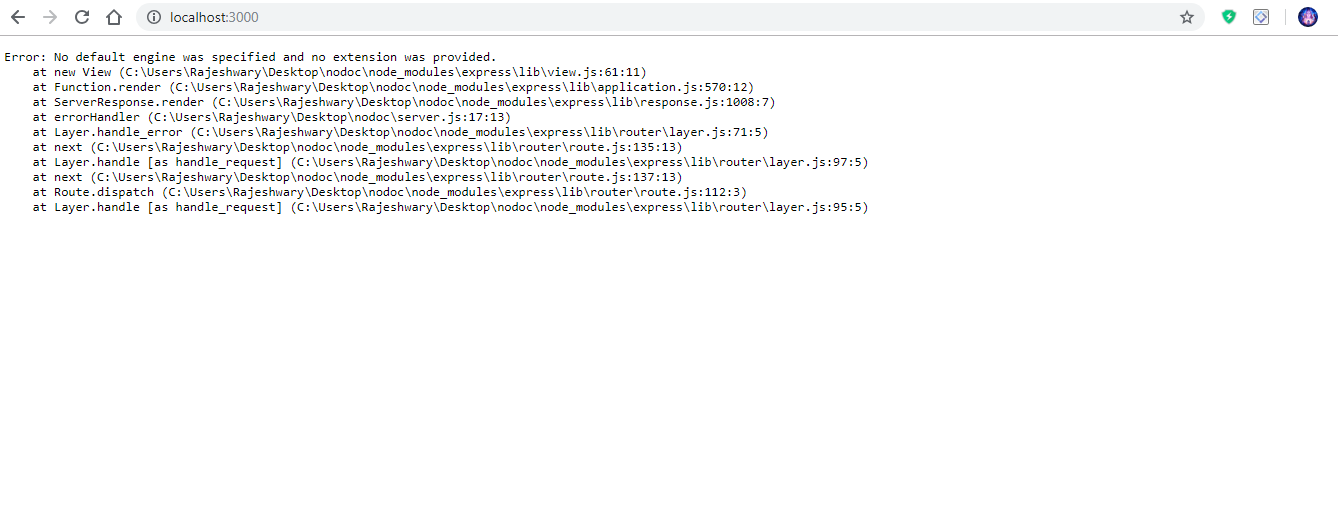 localhost:3000
Error: No default engine was specified and no extension was provided.
    at new View (C:\Users\Rajeshwary\Desktop\nodoc\node_modules\express\lib\view.js:61:11)
    at Function.render (C:\Users\Rajeshwary\Desktop\nodoc\node_modules\express\lib\application.js:570:12)
    at ServerResponse.render (C:\Users\Rajeshwary\Desktop\nodoc\node_modules\express\lib\response.js:1008:7)
    at errorHandler (C:\Users\Rajeshwary\Desktop\nodoc\server.js:17:13)
    at Layer.handle_error (C:\Users\Rajeshwary\Desktop\nodoc\node_modules\express\lib\router\layer.js:71:5)
    at next (C:\Users\Rajeshwary\Desktop\nodoc\node_modules\express\lib\router\route.js:135:13)
    at Layer.handle [as handle_request] (C:\Users\Rajeshwary\Desktop\nodoc\node_modules\express\lib\router\layer.js:97:5)
    at next (C:\Users\Rajeshwary\Desktop\nodoc\node_modules\express\lib\router\route.js:137:13)
    at Route.dispatch (C:\Users\Rajeshwary\Desktop\nodoc\node_modules\express\lib\router\route.js:112:3)
    at Layer.handle [as handle_request] (C:\Users\Rajeshwary\Desktop\nodoc\node_modules\express\lib\router\layer.js:95:5)